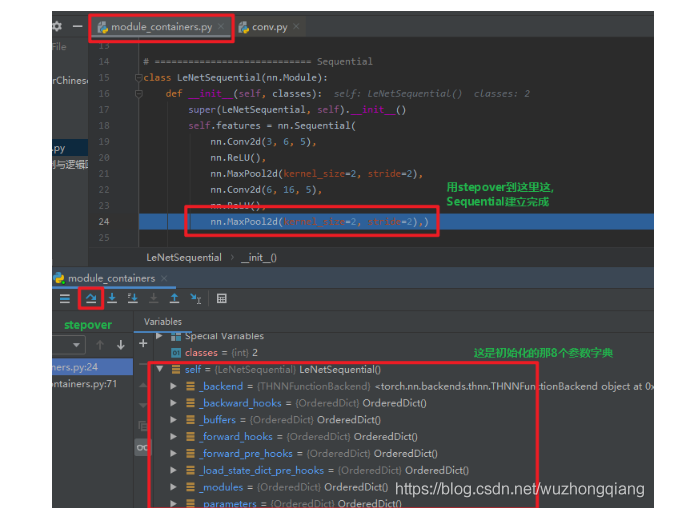 module_containers.py × conv.py ×
File
13
14 # ============================ Sequential
rChinese
15 class LeNetSequential(nn.Module):
16 def __init__(self, classes): self: LeNetSequential() classes: 2
17 super(LeNetSequential, self).__init__()
18 self.features = nn.Sequential(
.py
19 nn.Conv2d(3, 6, 5),
与逻辑回
20 nn.ReLU(),
21 nn.MaxPool2d(kernel_size=2, stride=2),
22 nn.Conv2d(6, 16, 5),
用stepover到这里这,
23 nn.ReLU(),
Sequential建立完成
24 nn.MaxPool2d(kernel_size=2, stride=2),)
25
LeNetSequential › __init__()
module_containers ×
stepover
Variables
Special Variables
classes = {int} 2
这是初始化的那8个参数字典
ners.py:24
self = {LeNetSequential} LeNetSequential()
ontainers.py:71
_backend = {THNNFunctionBackend} <torch.nn.backends.thnn.THNNFunctionBackend object at 0x
_backward_hooks = {OrderedDict} OrderedDict()
_buffers = {OrderedDict} OrderedDict()
_forward_hooks = {OrderedDict} OrderedDict()
_forward_pre_hooks = {OrderedDict} OrderedDict()
_load_state_dict_pre_hooks = {OrderedDict} OrderedDict()
_modules = {OrderedDict} OrderedDict()
_parameters = {OrderedDict} OrderedDict()
https://blog.csdn.net/wuzhongqiang